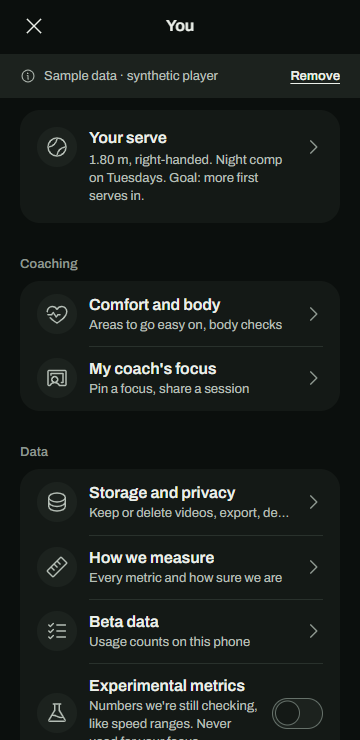 You
Sample data · synthetic player
Remove
Your serve
1.80 m, right-handed. Night comp
on Tuesdays. Goal: more first
serves in.
Coaching
Comfort and body
Areas to go easy on, body checks
My coach's focus
Pin a focus, share a session
Data
Storage and privacy
Keep or delete videos, export, de...
How we measure
Every metric and how sure we are
Beta data
Usage counts on this phone
Experimental metrics
Numbers we're still checking,
like speed ranges. Never
used for your focus